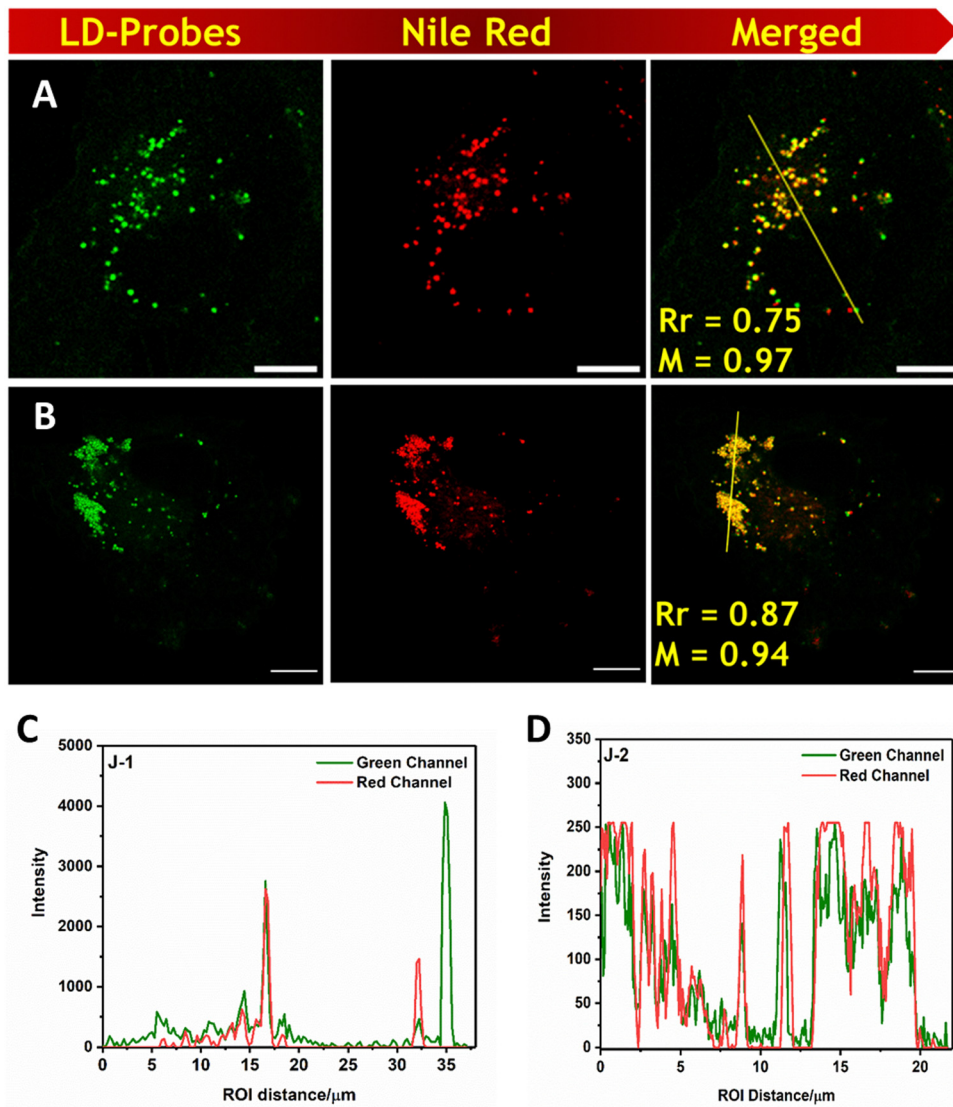 LD-Probes Nile Red Merged
A
Rr = 0.75
M = 0.97
B
Rr = 0.87
M = 0.94
C
J-1
Green Channel
Red Channel
5000
4000
3000
2000
1000
0
Intensity
0 5 10 15 20 25 30 35
ROI distance/μm
D
J-2
Green Channel
Red Channel
350
300
250
200
150
100
50
0
Intensity
0 5 10 15 20
ROI Distance/μm